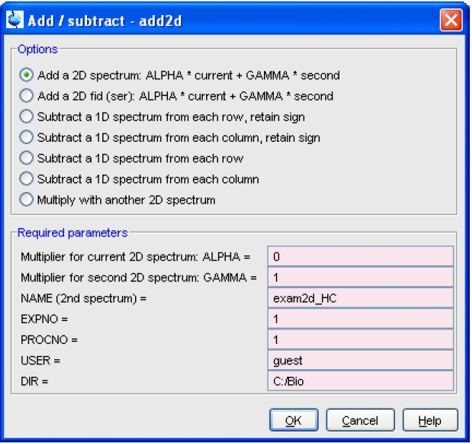 Add / subtract - add2d
Options
Add a 2D spectrum: ALPHA * current + GAMMA * second
Add a 2D fid (ser): ALPHA * current + GAMMA * second
Subtract a 1D spectrum from each row, retain sign
Subtract a 1D spectrum from each column, retain sign
Subtract a 1D spectrum from each row
Subtract a 1D spectrum from each column
Multiply with another 2D spectrum
Required parameters
Multiplier for current 2D spectrum: ALPHA = 0
Multiplier for second 2D spectrum: GAMMA = 1
NAME (2nd spectrum) = exam2d_HC
EXPNO = 1
PROCNO = 1
USER = guest
DIR = C:/Bio
OK Cancel Help